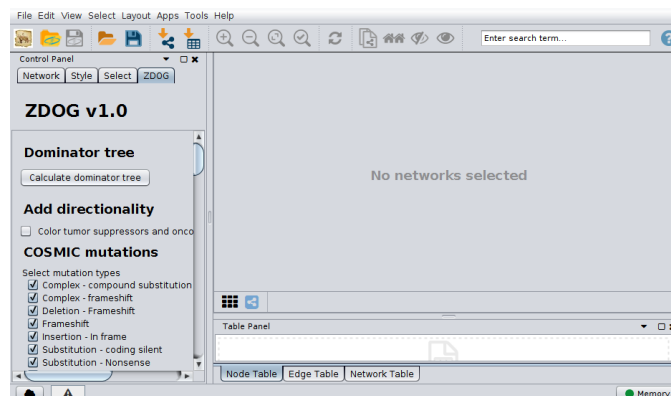 File Edit View Select Layout Apps Tools Help
Enter search term...
Control Panel
Network Style Select ZDOG
ZDOG v1.0
Dominator tree
Calculate dominator tree
Add directionality
Color tumor suppressors and onco
COSMIC mutations
Select mutation types
Complex - compound substitution
Complex - frameshift
Deletion - Frameshift
Frameshift
Insertion - In frame
Substitution - coding silent
Substitution - Nonsense
No networks selected
Table Panel
Node Table Edge Table Network Table
Memory